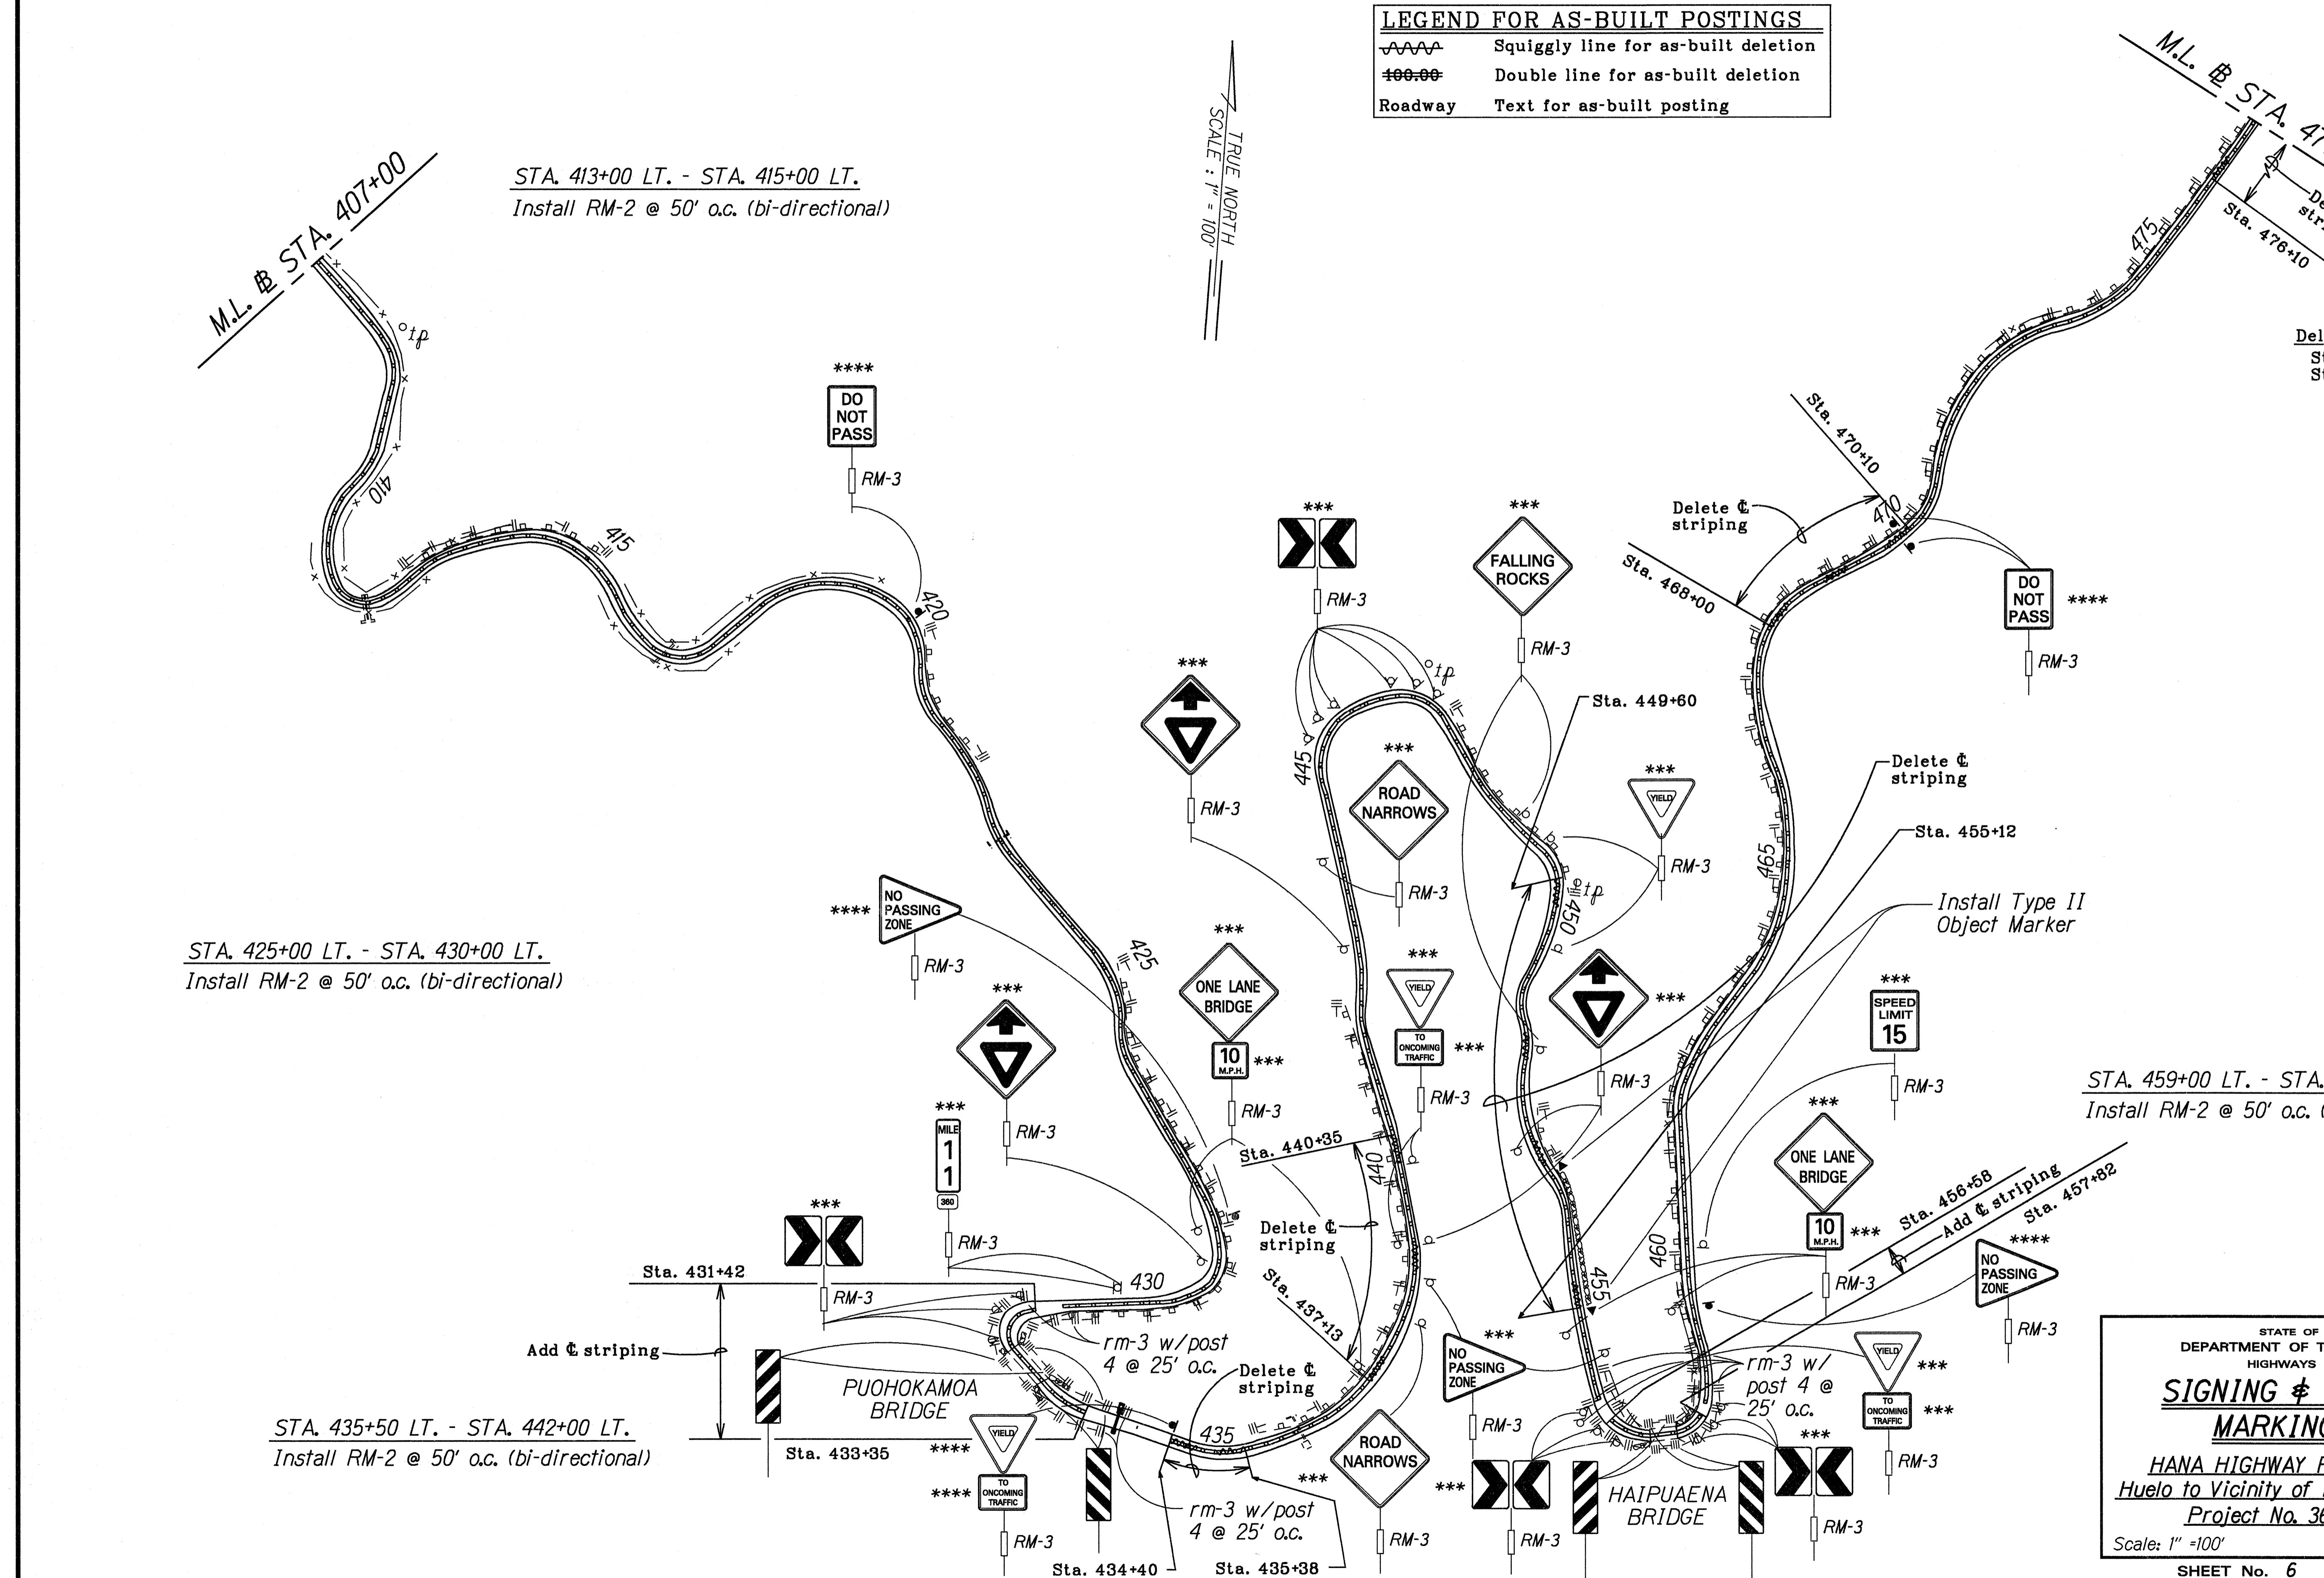 LEGEND FOR AS-BUILT POSTINGS
Squiggly line for as-built deletion
100.00 Double line for as-built deletion
Roadway Text for as-built posting
TRUE NORTH
SCALE : 1" = 100'
M.L. ℄ STA. 407+00
STA. 413+00 LT. - STA. 415+00 LT.
Install RM-2 @ 50' o.c. (bi-directional)
M.L. ℄ STA.
Sta. 476+10
475
tp
410
415
420
****
DO
NOT
PASS
RM-3
Sta. 470+10
470
Delete ℄
striping
Sta. 468+00
DO
NOT
PASS
****
RM-3
***
RM-3
***
FALLING
ROCKS
RM-3
tp
Sta. 449+60
***
RM-3
445
***
ROAD
NARROWS
RM-3
***
YIELD
RM-3
tp
450
Delete ℄
striping
Sta. 455+12
465
Install Type II
Object Marker
****
NO
PASSING
ZONE
RM-3
STA. 425+00 LT. - STA. 430+00 LT.
Install RM-2 @ 50' o.c. (bi-directional)
425
***
ONE LANE
BRIDGE
10
M.P.H.
***
RM-3
***
YIELD
TO
ONCOMING
TRAFFIC
***
RM-3
***
RM-3
***
SPEED
LIMIT
15
RM-3
***
RM-3
***
MILE
1
1
360
RM-3
STA. 459+00 LT. - STA.
Install RM-2 @ 50' o.c.
***
ONE LANE
BRIDGE
10
M.P.H.
***
RM-3
Sta. 440+35
440
Delete ℄
striping
Sta. 437+13
Sta. 456+58
Add ℄ striping
Sta. 457+82
460
455
****
NO
PASSING
ZONE
RM-3
***
RM-3
Sta. 431+42
430
Add ℄ striping
rm-3 w/post
4 @ 25' o.c.
PUOHOKAMOA
BRIDGE
Sta. 433+35
STA. 435+50 LT. - STA. 442+00 LT.
Install RM-2 @ 50' o.c. (bi-directional)
****
YIELD
TO
ONCOMING
TRAFFIC
****
RM-3
Delete ℄
striping
435
rm-3 w/post
4 @ 25' o.c.
Sta. 434+40
Sta. 435+38
***
ROAD
NARROWS
RM-3
***
NO
PASSING
ZONE
RM-3
rm-3 w/
post 4 @
25' o.c.
YIELD
***
TO
ONCOMING
TRAFFIC
***
RM-3
***
RM-3
HAIPUAENA
BRIDGE
***
RM-3
STATE OF
DEPARTMENT OF
HIGHWAYS
SIGNING &
HANA HIGHWAY
Huelo to Vicinity of
Project No.
Scale: 1" =100'
SHEET No. 6